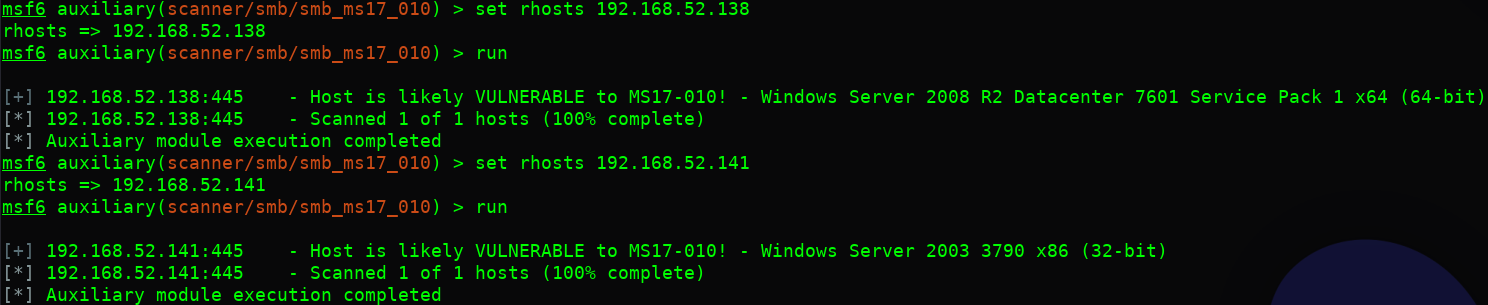 msf6 auxiliary(scanner/smb/smb_ms17_010) > set rhosts 192.168.52.138
rhosts => 192.168.52.138
msf6 auxiliary(scanner/smb/smb_ms17_010) > run
[+] 192.168.52.138:445    - Host is likely VULNERABLE to MS17-010! - Windows Server 2008 R2 Datacenter 7601 Service Pack 1 x64 (64-bit)
[*] 192.168.52.138:445    - Scanned 1 of 1 hosts (100% complete)
[*] Auxiliary module execution completed
msf6 auxiliary(scanner/smb/smb_ms17_010) > set rhosts 192.168.52.141
rhosts => 192.168.52.141
msf6 auxiliary(scanner/smb/smb_ms17_010) > run
[+] 192.168.52.141:445    - Host is likely VULNERABLE to MS17-010! - Windows Server 2003 3790 x86 (32-bit)
[*] 192.168.52.141:445    - Scanned 1 of 1 hosts (100% complete)
[*] Auxiliary module execution completed